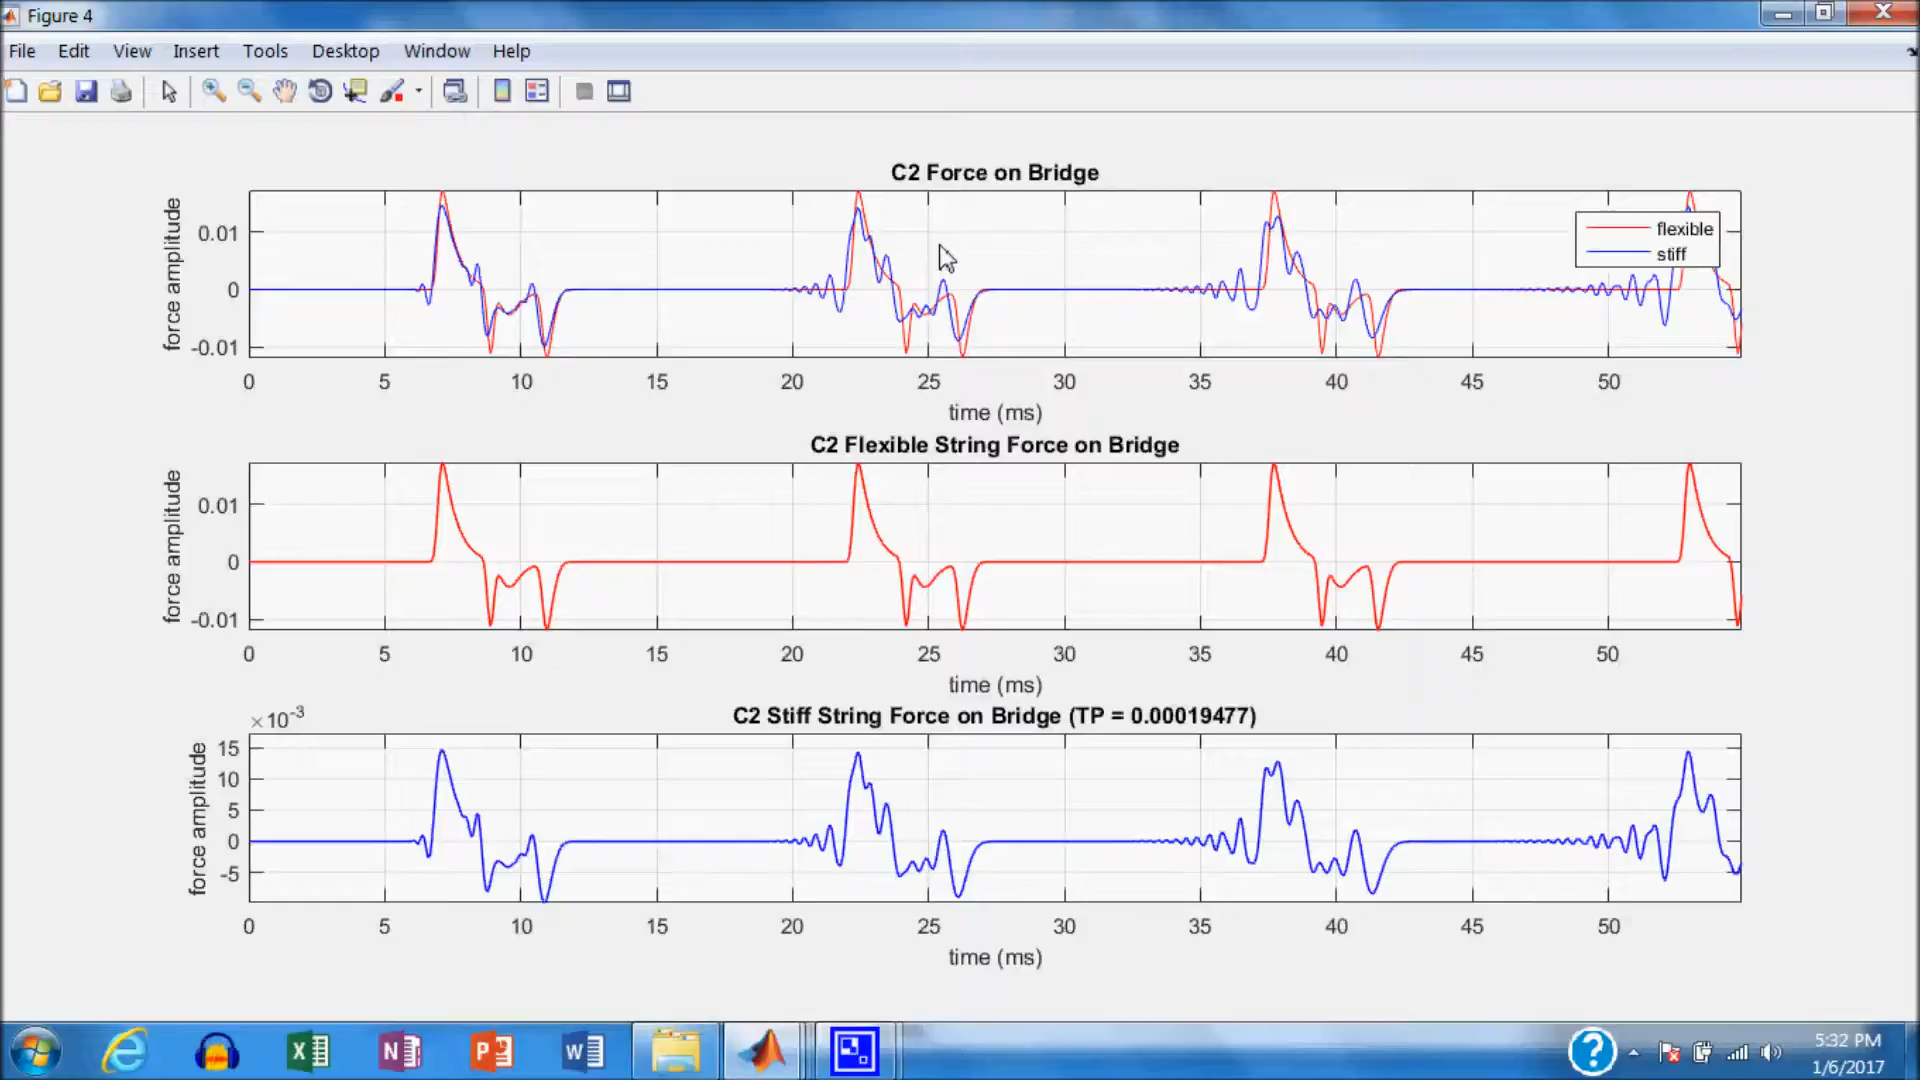 Figure 4
File Edit View Insert Tools Desktop Window Help
C2 Force on Bridge
force amplitude
0.01
0
-0.01
flexible
stiff
0 5 10 15 20 25 30 35 40 45 50
time (ms)
C2 Flexible String Force on Bridge
force amplitude
0.01
0
-0.01
0 5 10 15 20 25 30 35 40 45 50
time (ms)
C2 Stiff String Force on Bridge (TP = 0.00019477)
×10-3
force amplitude
15
10
5
0
-5
0 5 10 15 20 25 30 35 40 45 50
time (ms)
5:32 PM
1/6/2017